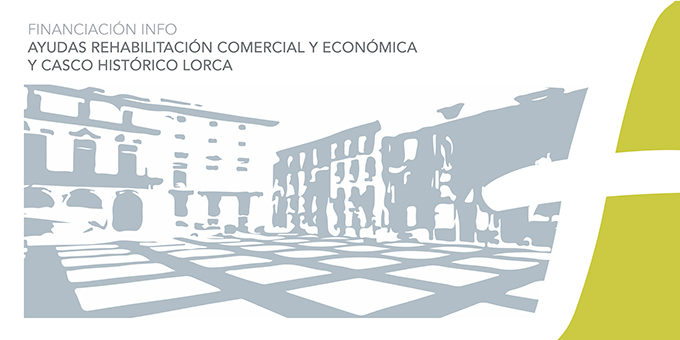 FINANCIACIÓN INFO
AYUDAS REHABILITACIÓN COMERCIAL Y ECONÓMICA
Y CASCO HISTÓRICO LORCA